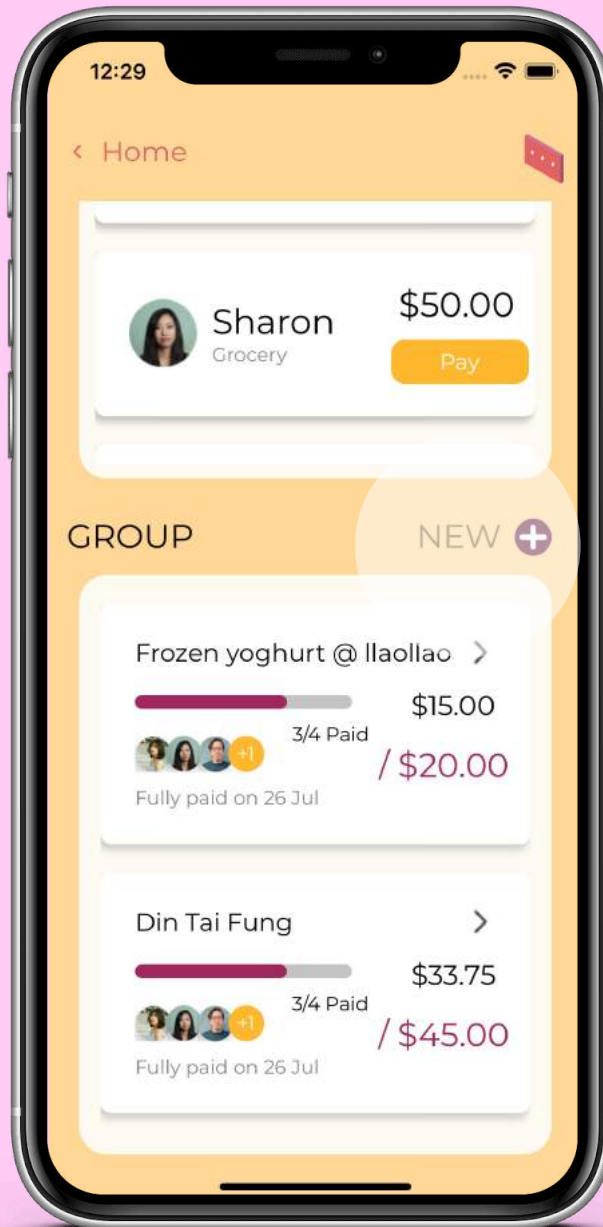 12:29
< Home
Sharon
$50.00
Grocery
Pay
GROUP
NEW +
Frozen yoghurt @ llaollao >
$15.00
3/4 Paid
+1
/ $20.00
Fully paid on 26 Jul
Din Tai Fung >
$33.75
3/4 Paid
+1
/ $45.00
Fully paid on 26 Jul